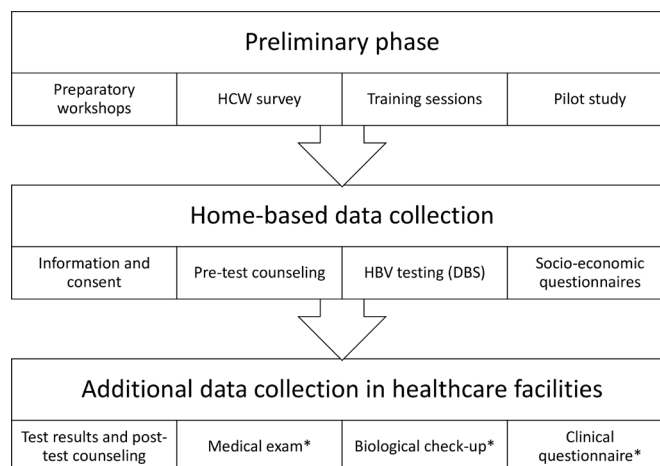 Preliminary phase
Preparatory
workshops
HCW survey
Training sessions
Pilot study
Home-based data collection
Information and
consent
Pre-test counseling
HBV testing (DBS)
Socio-economic
questionnaires
Additional data collection in healthcare facilities
Test results and post-
test counseling
Medical exam*
Biological check-up*
Clinical
questionnaire*